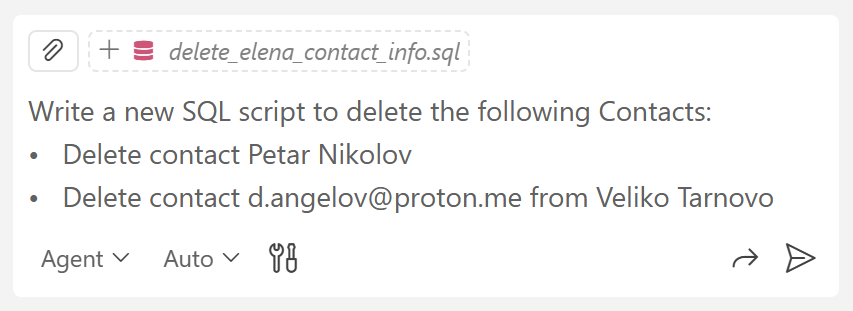 delete_elena_contact_info.sql
Write a new SQL script to delete the following Contacts:
• Delete contact Petar Nikolov
• Delete contact d.angelov@proton.me from Veliko Tarnovo
Agent Auto